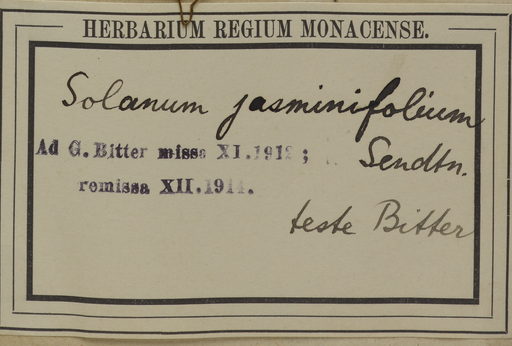 HERBARIUM REGIUM MONACENSE.
Solanum jasminifolium
Ad G. Bitter missa XI.1912;
Sendtn.
remissa XII.1911.
teste Bitter